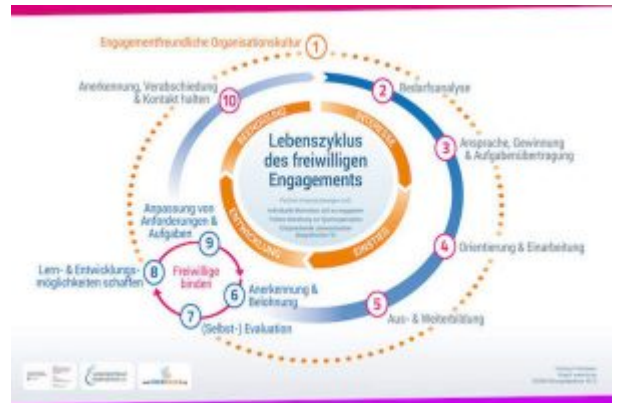 Engagementfreundliche Organisationskultur
1
2
Bedarfsanalyse
3
Ansprache, Gewinnung
& Aufgabenübertragung
4
Orientierung & Einarbeitung
5
Aus- & Weiterbildung
6
Anerkennung &
Belohnung
7
(Selbst-) Evaluation
8
Lern- & Entwicklungs-
möglichkeiten schaffen
9
Anpassung von
Anforderungen &
Aufgaben
Freiwillige
binden
10
Anerkennung, Verabschiedung
& Kontakt halten
Lebenszyklus
des freiwilligen
Engagements
BEENDIGUNG
INTERESSE
EINSTIEG
ENTWICKLUNG